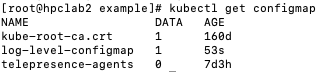 [root@hpclab2 example]# kubectl get configmap
NAME DATA AGE
kube-root-ca.crt 1 160d
log-level-configmap 1 53s
telepresence-agents 0 _ 7d3h